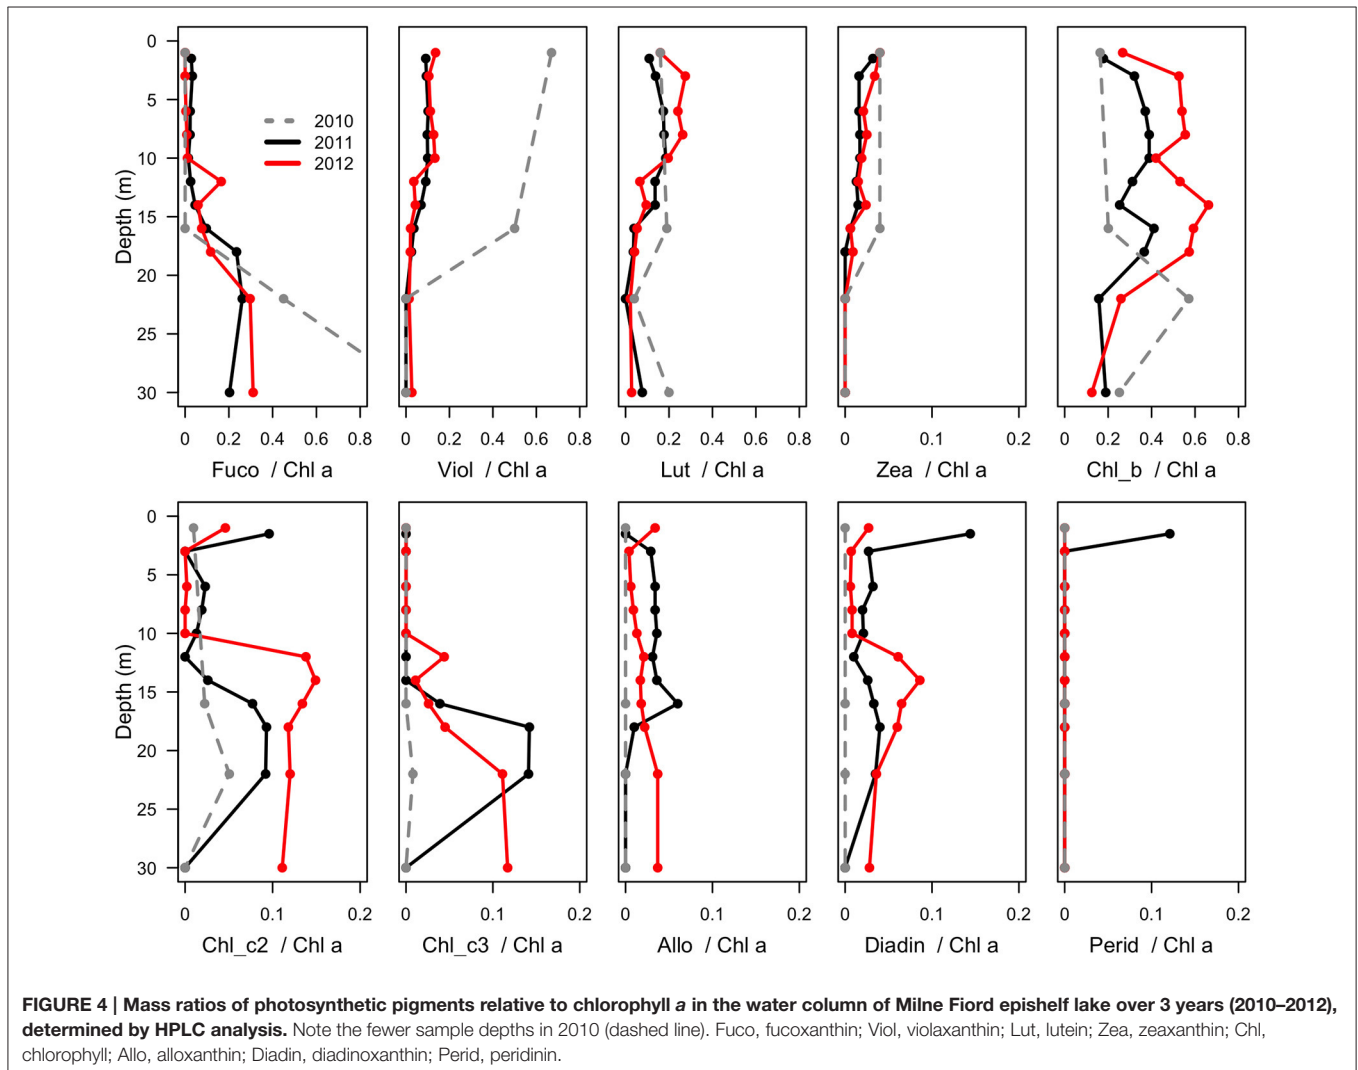 0
5
10
15
20
25
30
Depth (m)
2010
2011
2012
0 0.2 0.4 0.6 0.8
Fuco / Chl a
0 0.2 0.4 0.6 0.8
Viol / Chl a
0 0.2 0.4 0.6 0.8
Lut / Chl a
0 0.1 0.2
Zea / Chl a
0 0.2 0.4 0.6 0.8
Chl_b / Chl a
0
5
10
15
20
25
30
Depth (m)
0 0.1 0.2
Chl_c2 / Chl a
0 0.1 0.2
Chl_c3 / Chl a
0 0.1 0.2
Allo / Chl a
0 0.1 0.2
Diadin / Chl a
0 0.1 0.2
Perid / Chl a
FIGURE 4 | Mass ratios of photosynthetic pigments relative to chlorophyll a in the water column of Milne Fiord epishelf lake over 3 years (2010–2012),
determined by HPLC analysis. Note the fewer sample depths in 2010 (dashed line). Fuco, fucoxanthin; Viol, violaxanthin; Lut, lutein; Zea, zeaxanthin; Chl,
chlorophyll; Allo, alloxanthin; Diadin, diadinoxanthin; Perid, peridinin.